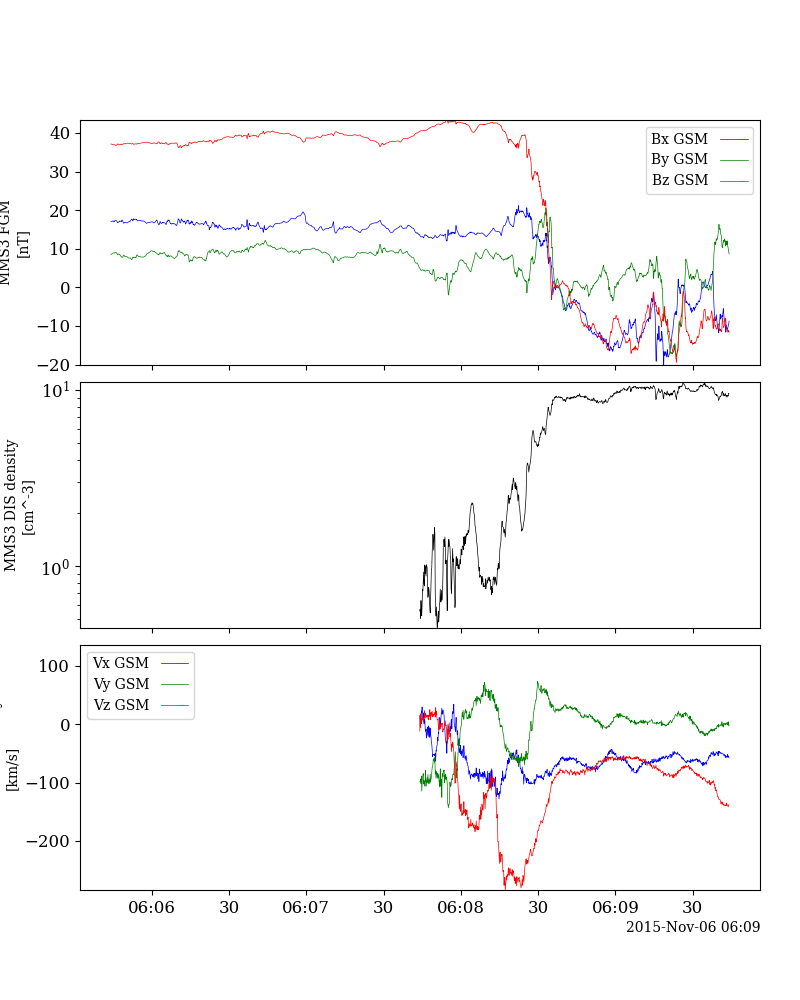 MMS3 FGM
[nT]
40
30
20
10
0
−10
−20
Bx GSM
By GSM
Bz GSM
MMS3 DIS density
[cm^-3]
10^1
10^0
[km/s]
100
0
−100
−200
Vx GSM
Vy GSM
Vz GSM
06:06 30 06:07 30 06:08 30 06:09 30
2015-Nov-06 06:09